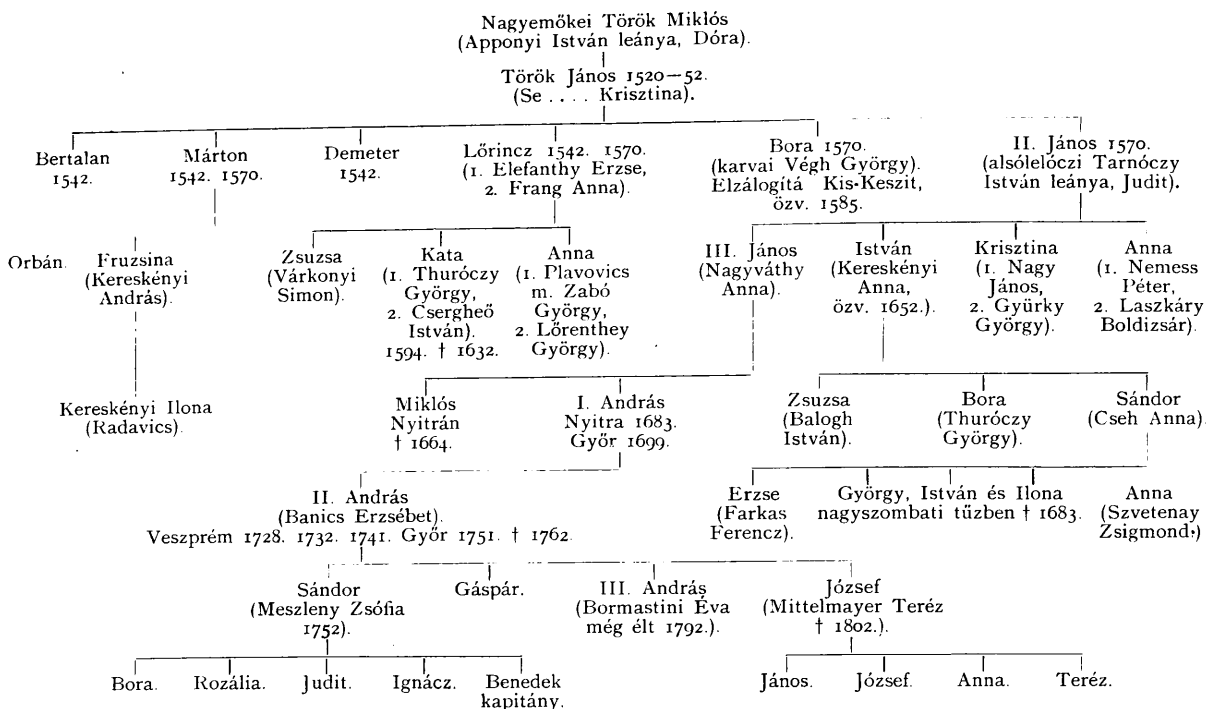 Nagyemőkei Török Miklós
(Apponyi István leánya, Dóra).
Török János 1520—52.
(Se .... Krisztina).
Bertalan
1542.
Márton
1542. 1570.
Demeter
1542.
Lőrincz 1542. 1570.
(1. Elefanthy Erzse,
2. Frang Anna).
Bora 1570.
(karvai Végh György).
Elzálogítá Kis-Keszit,
özv. 1585.
II. János 1570.
(alsólelóczi Tarnóczy
István leánya, Judit).
Orbán.
Fruzsina
(Kereskényi
András).
Zsuzsa
(Várkonyi
Simon).
Kata
(1. Thuróczy
György,
2. Csergheő
István).
1594. † 1632.
Anna
(1. Plavovics
m. Zabó
György,
2. Lőrenthey
György).
III. János
(Nagyváthy
Anna).
István
(Kereskényi
Anna,
özv. 1652.).
Krisztina
(1. Nagy
János,
2. Gyürky
György).
Anna
(1. Nemess
Péter,
2. Laszkáry
Boldizsár).
Kereskényi Ilona
(Radavics).
Miklós
Nyitrán
† 1664.
I. András
Nyitra 1683.
Győr 1699.
Zsuzsa
(Balogh
István).
Bora
(Thuróczy
György).
Sándor
(Cseh Anna).
II. András
(Banics Erzsébet).
Veszprém 1728. 1732. 1741. Győr 1751. † 1762.
Erzse
(Farkas
Ferencz).
György, István és Ilona
nagyszombati tűzben † 1683.
Anna
(Szvetenay
Zsigmond.)
Sándor
(Meszleny Zsófia
1752).
Gáspár.
III. András
(Bormastini Éva
még élt 1792.).
József
(Mittelmayer Teréz
† 1802.).
Bora.
Rozália.
Judit.
Ignácz.
Benedek
kapitány.
János.
József.
Anna.
Teréz.